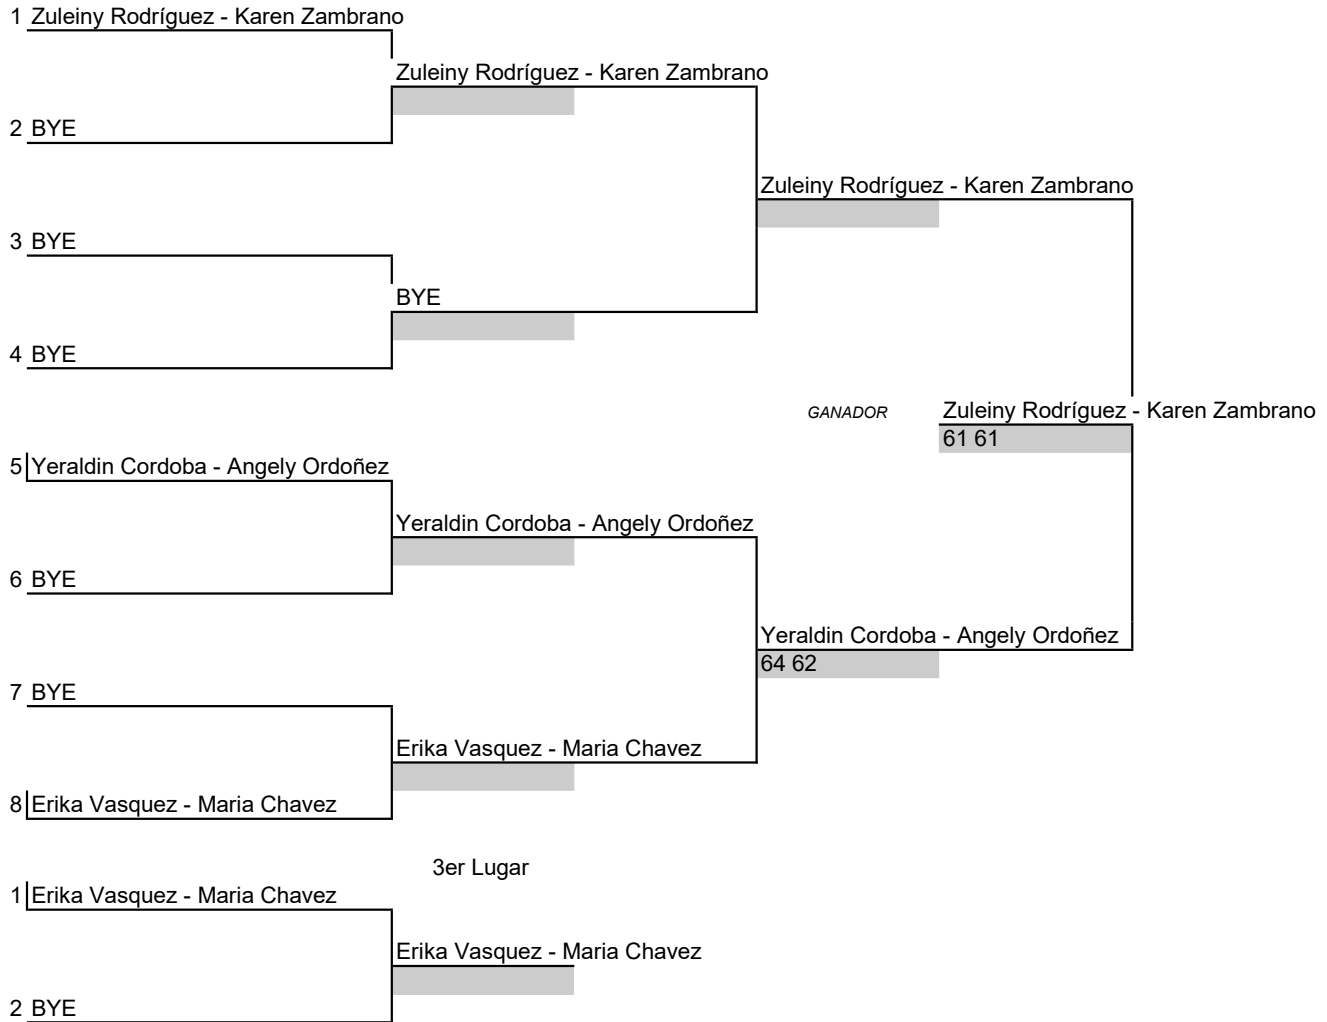 1 Zuleiny Rodríguez - Karen Zambrano
Zuleiny Rodríguez - Karen Zambrano
2 BYE
Zuleiny Rodríguez - Karen Zambrano
3 BYE
BYE
4 BYE
GANADOR Zuleiny Rodríguez - Karen Zambrano
61 61
5 Yeraldin Cordoba - Angely Ordoñez
Yeraldin Cordoba - Angely Ordoñez
6 BYE
Yeraldin Cordoba - Angely Ordoñez
64 62
7 BYE
Erika Vasquez - Maria Chavez
8 Erika Vasquez - Maria Chavez
3er Lugar
1 Erika Vasquez - Maria Chavez
Erika Vasquez - Maria Chavez
2 BYE